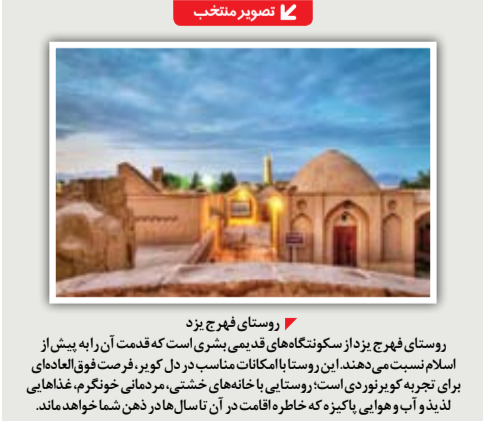 تصویر منتخب
روستای فهرج یزد
روستای فهرج یزد از سکونتگاه‌های قدیمی بشری است که قدمت آن را به پیش از
اسلام نسبت می‌دهند. این روستا با امکانات مناسب در دل کویر، فرصت فوق‌العاده‌ای
برای تجربه کویرنوردی است؛ روستایی با خانه‌های خشتی، مردمانی خونگرم، غذاهایی
لذیذ و آب و هوایی پاکیزه که خاطره اقامت در آن تا سال‌ها در ذهن شما خواهد ماند.